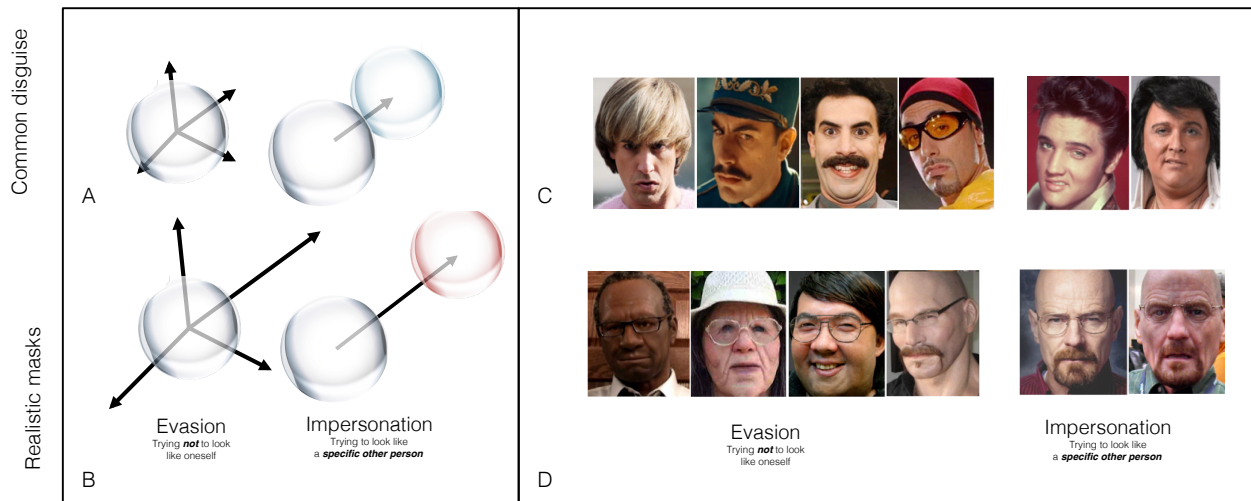 Common disguise
A
C
Realistic masks
Evasion
Trying not to look
like oneself
Impersonation
Trying to look like
a specific other person
B
Evasion
Trying not to look
like oneself
Impersonation
Trying to look like
a specific other person
D